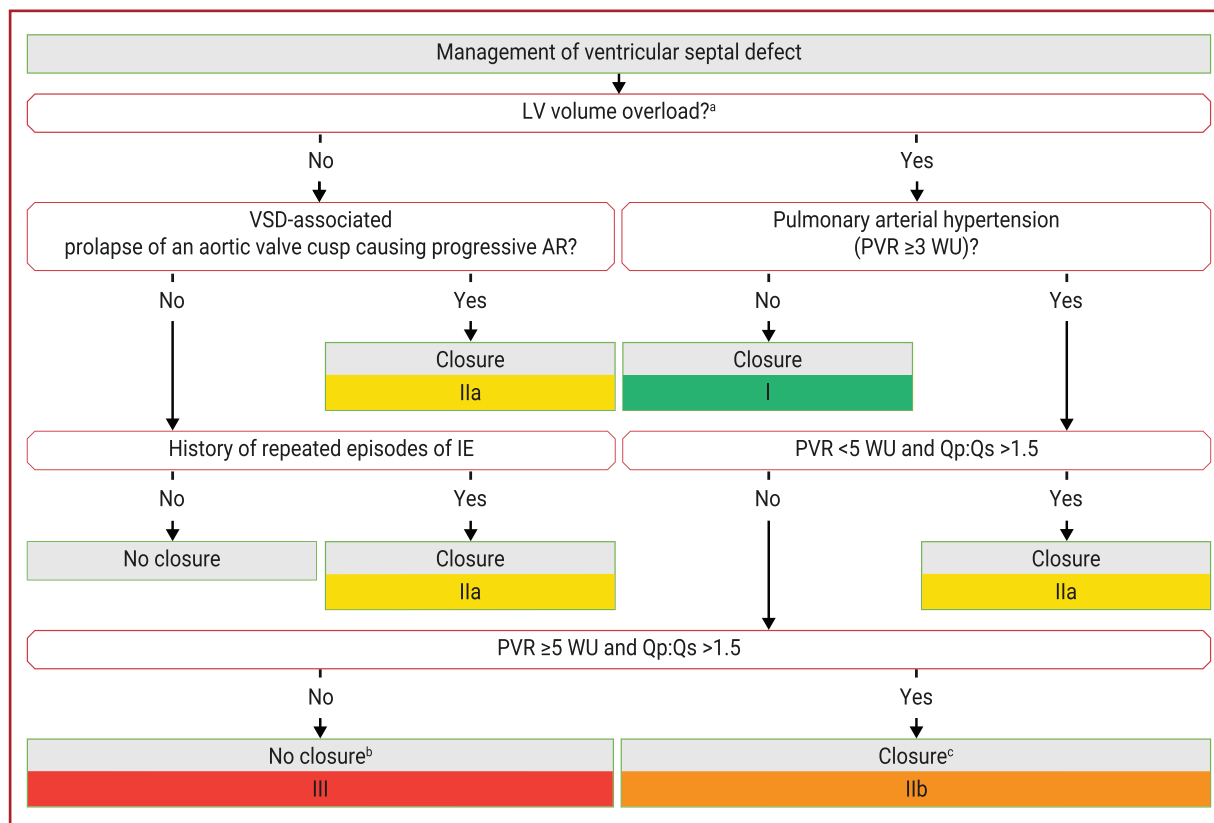 Management of ventricular septal defect
LV volume overload?ᵃ
No
Yes
VSD-associated
prolapse of an aortic valve cusp causing progressive AR?
Pulmonary arterial hypertension
(PVR ≥3 WU)?
No
Yes
No
Yes
Closure
IIa
Closure
I
History of repeated episodes of IE
PVR <5 WU and Qp:Qs >1.5
No
Yes
No
Yes
No closure
Closure
IIa
Closure
IIa
PVR ≥5 WU and Qp:Qs >1.5
No
Yes
No closureᵇ
III
Closureᶜ
IIb